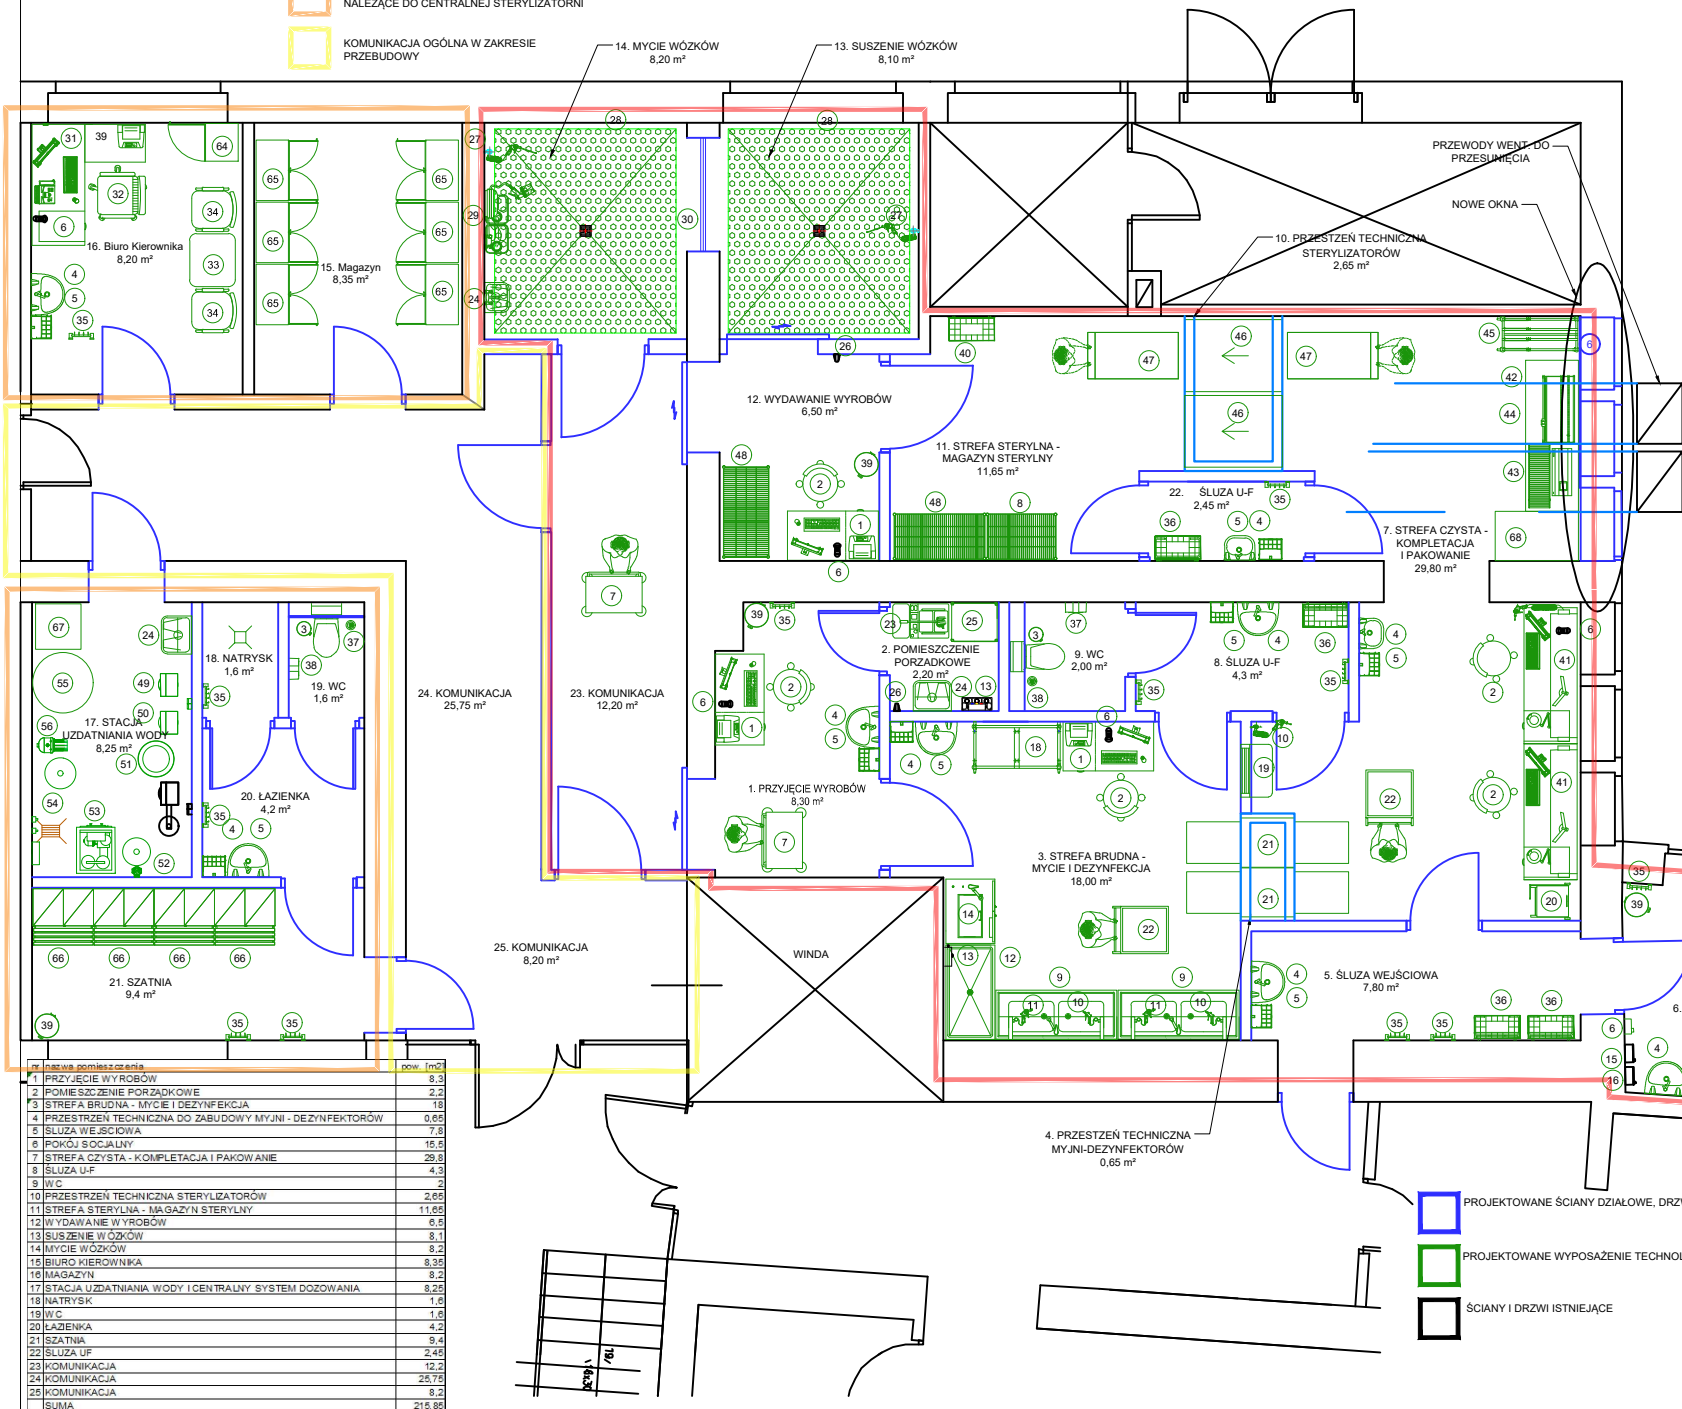 NALEŻĄCE DO CENTRALNEJ STERYLIZATORNI
KOMUNIKACJA OGÓLNA W ZAKRESIE
PRZEBUDOWY
14. MYCIE WÓZKÓW
8,20 m²
13. SUSZENIE WÓZKÓW
8,10 m²
PRZEWODY WENT. DO
PRZESUNIĘCIA
NOWE OKNA
10. PRZESTZEŃ TECHNICZNA
STERYLIZATORÓW
2,65 m²
16. Biuro Kierownika
8,20 m²
15. Magazyn
8,35 m²
12. WYDAWANIE WYROBÓW
6,50 m²
11. STREFA STERYLNA -
MAGAZYN STERYLNY
11,65 m²
22. ŚLUZA U-F
2,45 m²
7. STREFA CZYSTA -
KOMPLETACJA
I PAKOWANIE
29,80 m²
18. NATRYSK
1,6 m²
19. WC
1,6 m²
17. STACJA
UZDATNIANIA WODY
8,25 m²
20. ŁAZIENKA
4,2 m²
24. KOMUNIKACJA
25,75 m²
23. KOMUNIKACJA
12,20 m²
2. POMIESZCZENIE
PORZADKOWE
2,20 m²
9. WC
2,00 m²
8. ŚLUZA U-F
4,3 m²
1. PRZYJĘCIE WYROBÓW
8,30 m²
3. STREFA BRUDNA -
MYCIE I DEZYNFEKCJA
18,00 m²
25. KOMUNIKACJA
8,20 m²
WINDA
21. SZATNIA
9,4 m²
5. ŚLUZA WEJŚCIOWA
7,80 m²
6.
4. PRZESTZEŃ TECHNICZNA
MYJNI-DEZYNFEKTORÓW
0,65 m²
nr nazwa pomieszczenia pow. [m2]
1 PRZYJĘCIE WYROBÓW 8,3
2 POMIESZCZENIE PORZĄDKOWE 2,2
3 STREFA BRUDNA - MYCIE I DEZYNFEKCJA 18
4 PRZESTRZEŃ TECHNICZNA DO ZABUDOWY MYJNI - DEZYNFEKTORÓW 0,65
5 ŚLUZA WEJŚCIOWA 7,8
6 POKÓJ SOCJALNY 15,5
7 STREFA CZYSTA - KOMPLETACJA I PAKOWANIE 29,8
8 ŚLUZA U-F 4,3
9 WC 2
10 PRZESTRZEŃ TECHNICZNA STERYLIZATORÓW 2,65
11 STREFA STERYLNA - MAGAZYN STERYLNY 11,65
12 WYDAWANIE WYROBÓW 6,5
13 SUSZENIE WÓZKÓW 8,1
14 MYCIE WÓZKÓW 8,2
15 BIURO KIEROWNIKA 8,35
16 MAGAZYN 8,2
17 STACJA UZDATNIANIA WODY I CENTRALNY SYSTEM DOZOWANIA 8,25
18 NATRYSK 1,6
19 WC 1,6
20 ŁAZIENKA 4,2
21 SZATNIA 9,4
22 ŚLUZA UF 2,45
23 KOMUNIKACJA 12,2
24 KOMUNIKACJA 25,75
25 KOMUNIKACJA 8,2
SUMA 215,85
PROJEKTOWANE ŚCIANY DZIAŁOWE, DRZW
PROJEKTOWANE WYPOSAŻENIE TECHNOL
ŚCIANY I DRZWI ISTNIEJĄCE